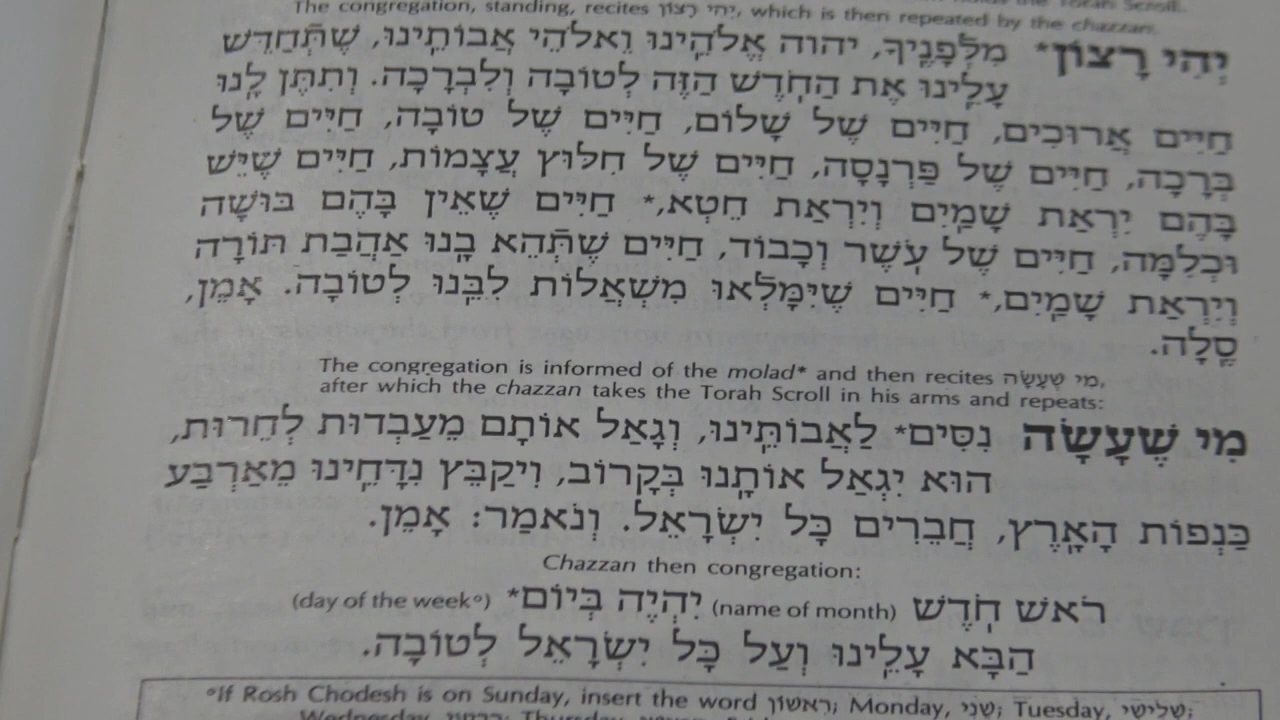 The congregation, standing, recites יְהִי רָצוֹן, which is then repeated by the chazzan.
יְהִי רָצוֹן* מִלְּפָנֶֽיךָ, יהוה אֱלֹהֵֽינוּ וֵאלֹהֵי אֲבוֹתֵֽינוּ, שֶׁתְּחַדֵּשׁ
עָלֵֽינוּ אֶת הַחֹֽדֶשׁ הַזֶּה לְטוֹבָה וְלִבְרָכָה. וְתִתֶּן לָֽנוּ
חַיִּים אֲרוּכִים, חַיִּים שֶׁל שָׁלוֹם, חַיִּים שֶׁל טוֹבָה, חַיִּים שֶׁל
בְּרָכָה, חַיִּים שֶׁל פַּרְנָסָה, חַיִּים שֶׁל חִלּוּץ עֲצָמוֹת, חַיִּים שֶׁיֵּשׁ
בָּהֶם יִרְאַת שָׁמַֽיִם וְיִרְאַת חֵטְא,* חַיִּים שֶׁאֵין בָּהֶם בּוּשָׁה
וּכְלִמָּה, חַיִּים שֶׁל עֹֽשֶׁר וְכָבוֹד, חַיִּים שֶׁתְּהֵא בָֽנוּ אַהֲבַת תּוֹרָה
וְיִרְאַת שָׁמַֽיִם,* חַיִּים שֶׁיִּמָּלְאוּ מִשְׁאֲלוֹת לִבֵּֽנוּ לְטוֹבָה. אָמֵן,
סֶֽלָה.
The congregation is informed of the molad* and then recites מִי שֶׁעָשָׂה,
after which the chazzan takes the Torah Scroll in his arms and repeats:
מִי שֶׁעָשָׂה נִסִּים* לַאֲבוֹתֵֽינוּ, וְגָאַל אוֹתָם מֵעַבְדוּת לְחֵרוּת,
הוּא יִגְאַל אוֹתָֽנוּ בְּקָרוֹב, וִיקַבֵּץ נִדָּחֵֽינוּ מֵאַרְבַּע
כַּנְפוֹת הָאָֽרֶץ, חֲבֵרִים כָּל יִשְׂרָאֵל. וְנֹאמַר: אָמֵן.
Chazzan then congregation:
רֹאשׁ חֹֽדֶשׁ (name of month) יִהְיֶה בְּיוֹם* (day of the week°)
הַבָּא עָלֵֽינוּ וְעַל כָּל יִשְׂרָאֵל לְטוֹבָה.
°If Rosh Chodesh is on Sunday, insert the word רִאשׁוֹן; Monday, שֵׁנִי; Tuesday, שְׁלִישִׁי;